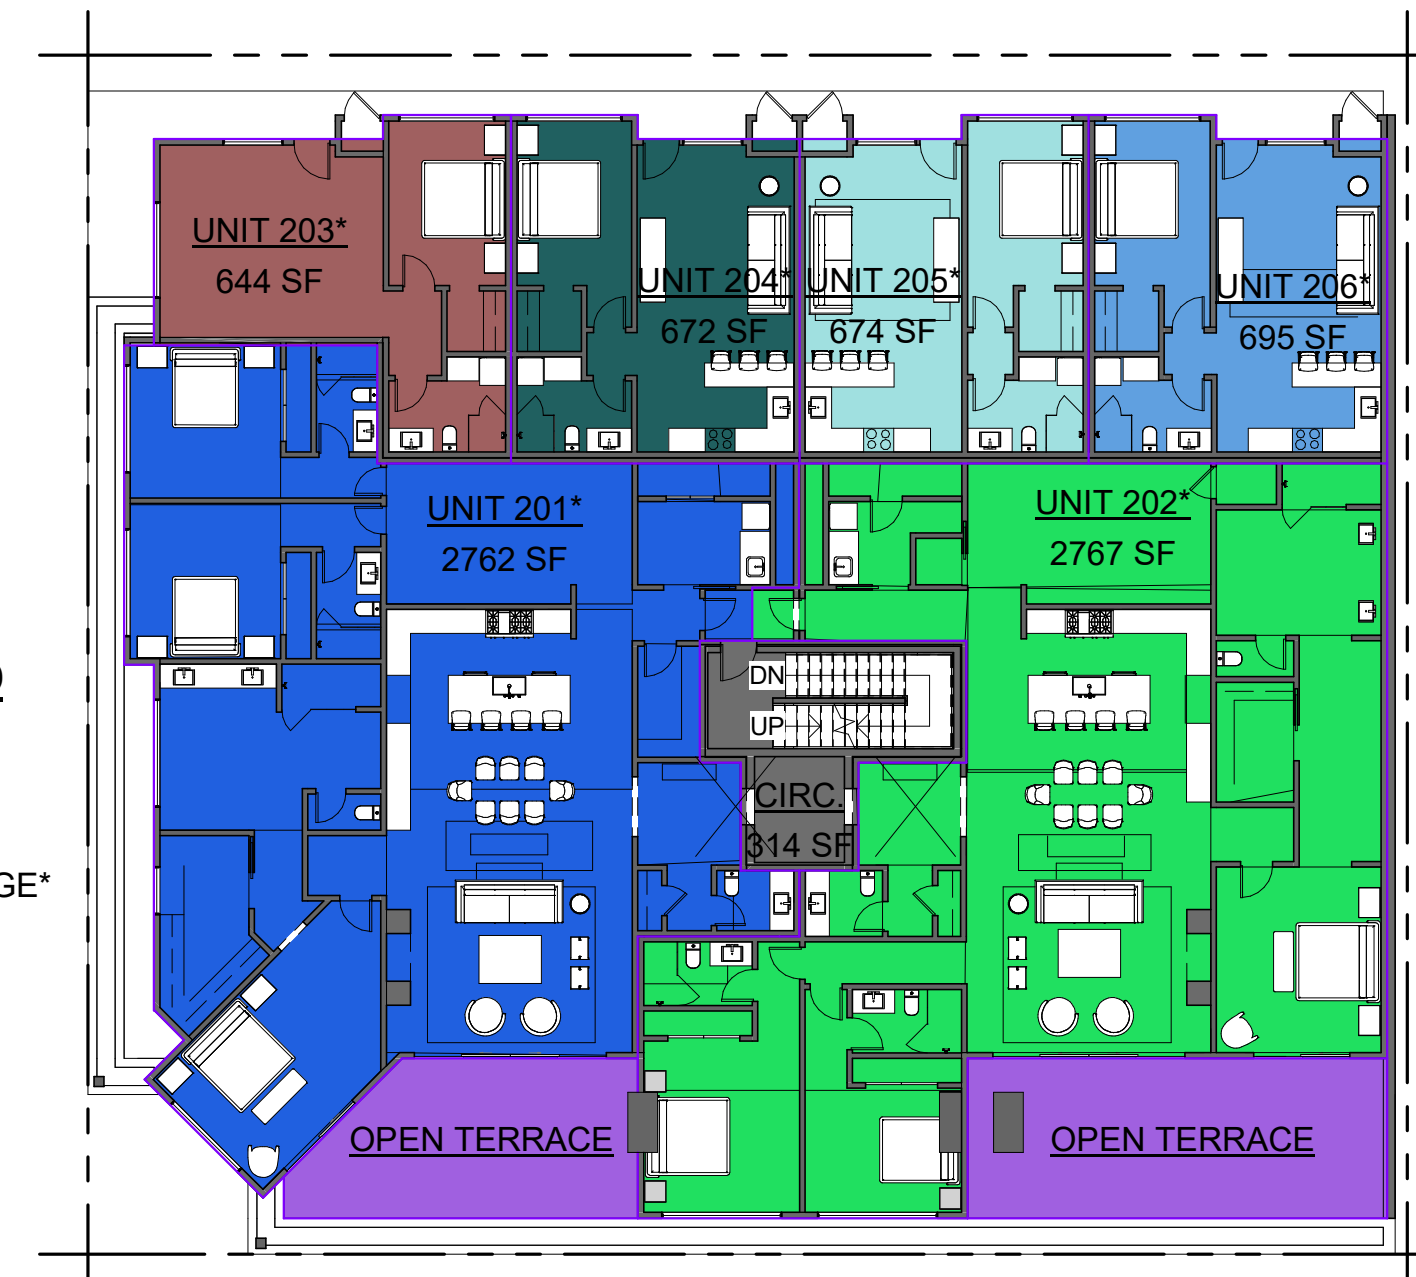 UNIT 203*
644 SF
UNIT 204*
672 SF
UNIT 205*
674 SF
UNIT 206*
695 SF
UNIT 201*
2762 SF
UNIT 202*
2767 SF
DN
UP
CIRC.
314 SF
GE*
OPEN TERRACE
OPEN TERRACE